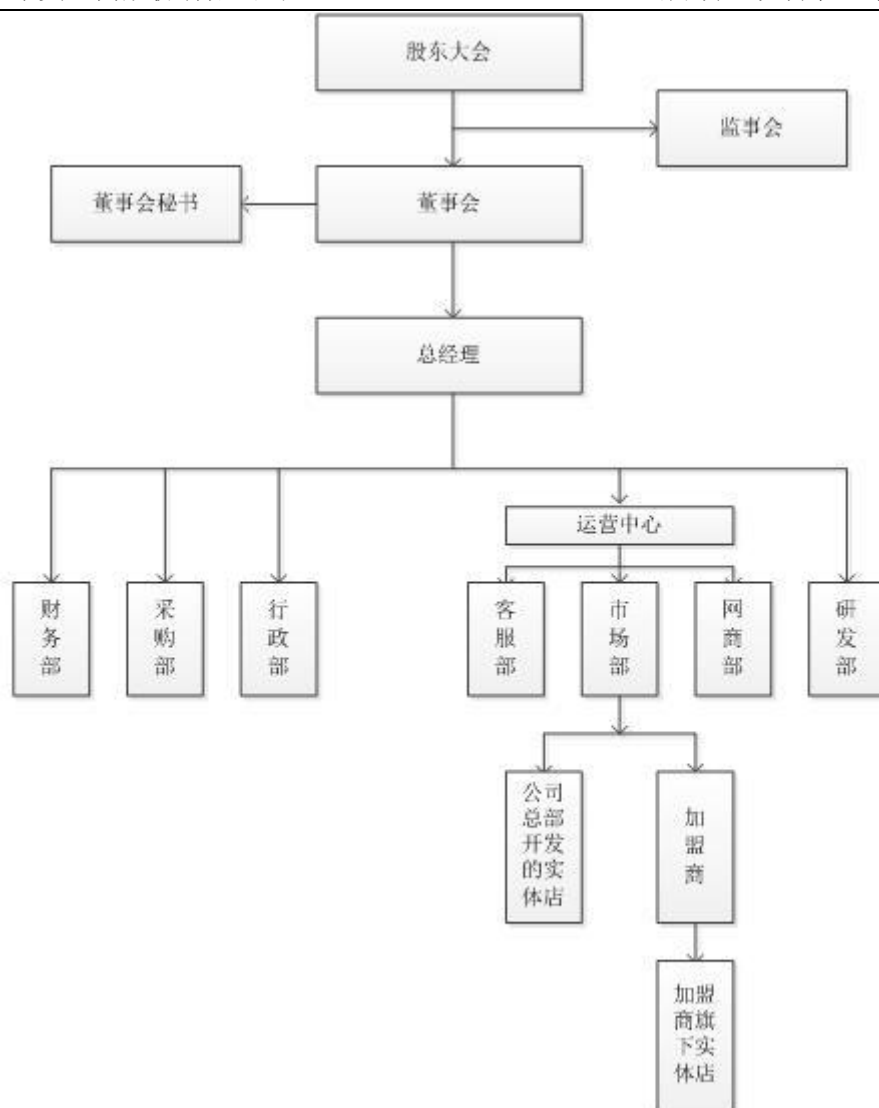 股东大会
监事会
董事会秘书
董事会
总经理
运营中心
财务部
采购部
行政部
客服部
市场部
网商部
研发部
公司
总部
开发
的实
体店
加盟商
加盟
商旗
下实
体店